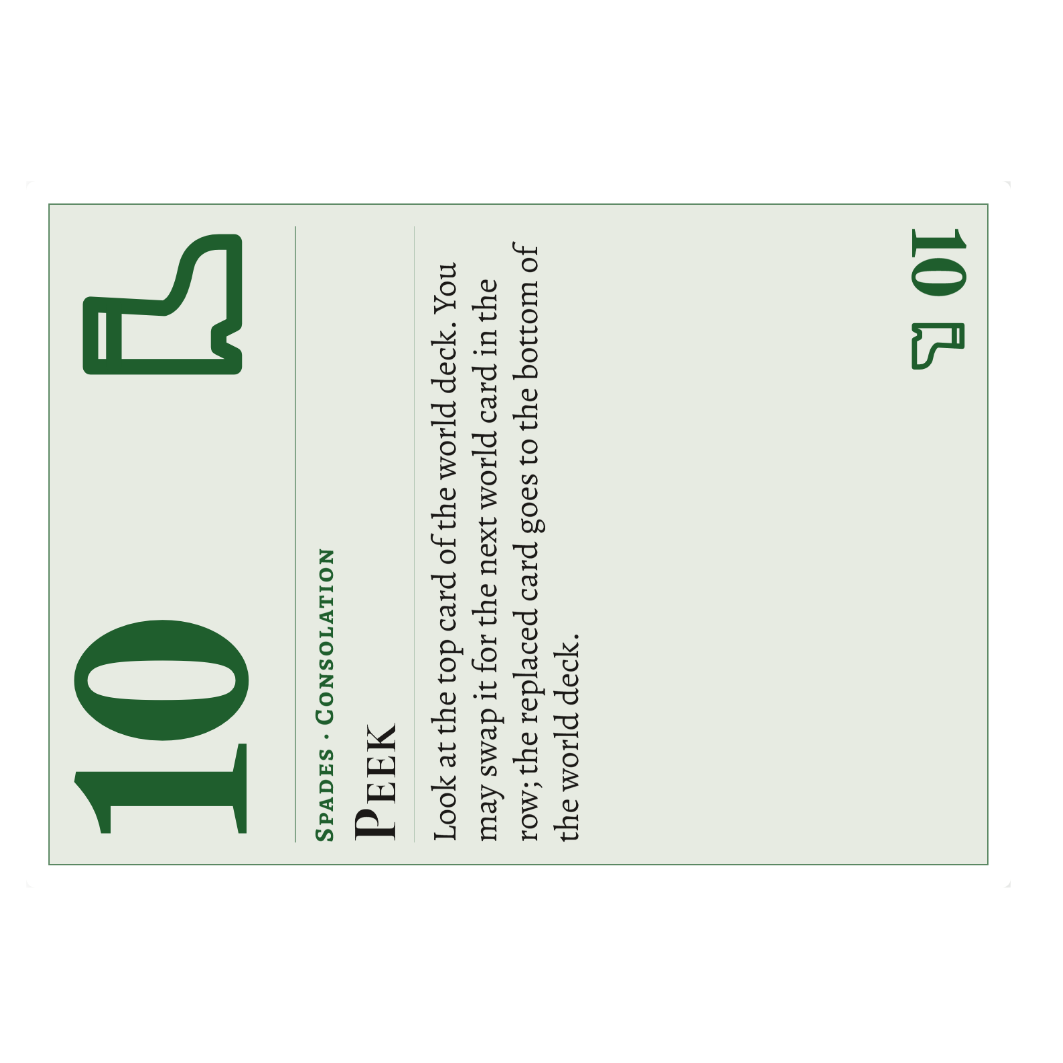 10
Spades · Consolation
Peek
Look at the top card of the world deck. You
may swap it for the next world card in the
row; the replaced card goes to the bottom of
the world deck.
10